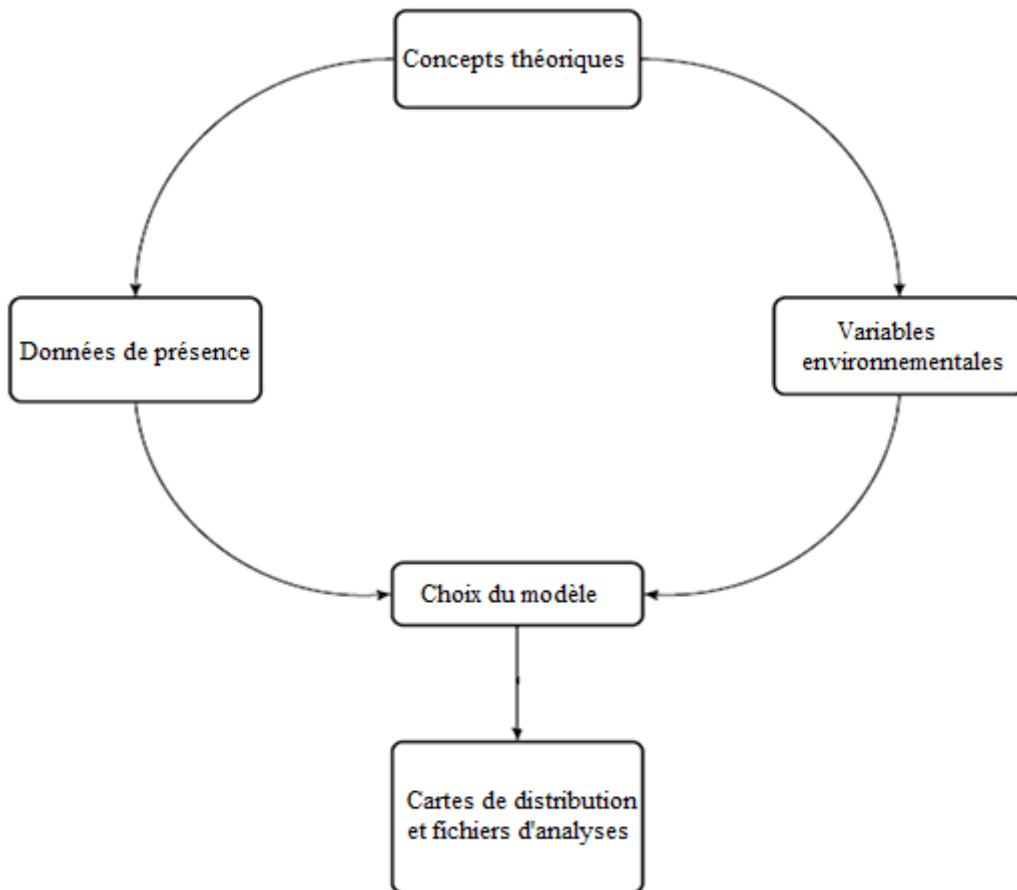 Concepts théoriques
Données de présence
Variables
environnementales
Choix du modèle
Cartes de distribution
et fichiers d'analyses